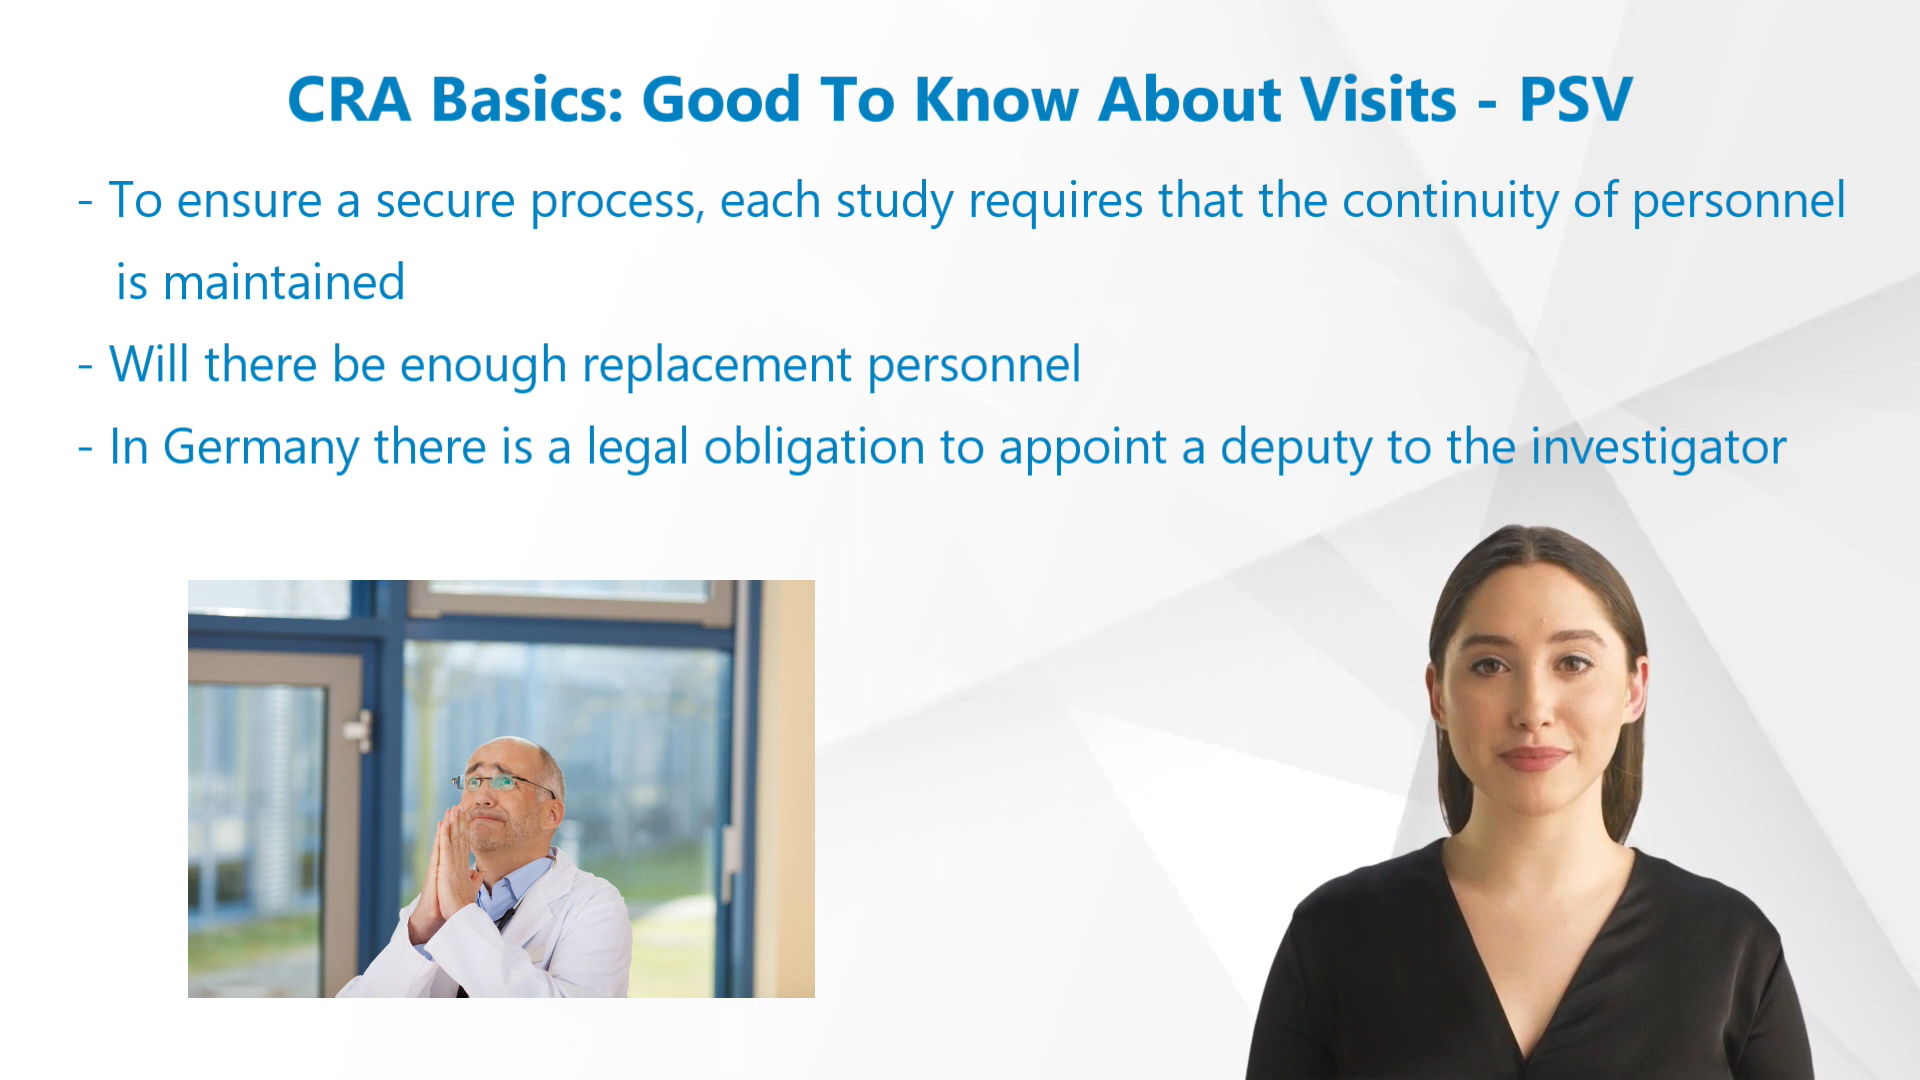 CRA Basics: Good To Know About Visits - PSV
- To ensure a secure process, each study requires that the continuity of personnel
is maintained
- Will there be enough replacement personnel
- In Germany there is a legal obligation to appoint a deputy to the investigator